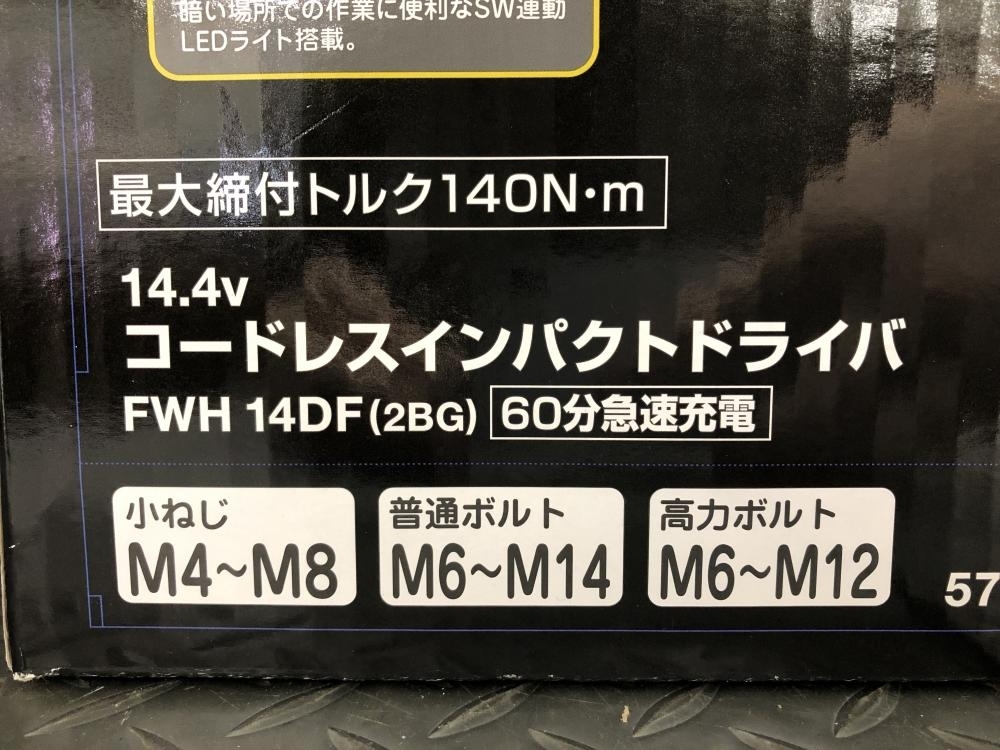 暗い場所での作業に便利なSW連動
LEDライト搭載。
最大締付トルク140N・m
14.4v
コードレスインパクトドライバ
FWH 14DF(2BG) 60分急速充電
小ねじ 普通ボルト 高力ボルト
M4~M8 M6~M14 M6~M12
57